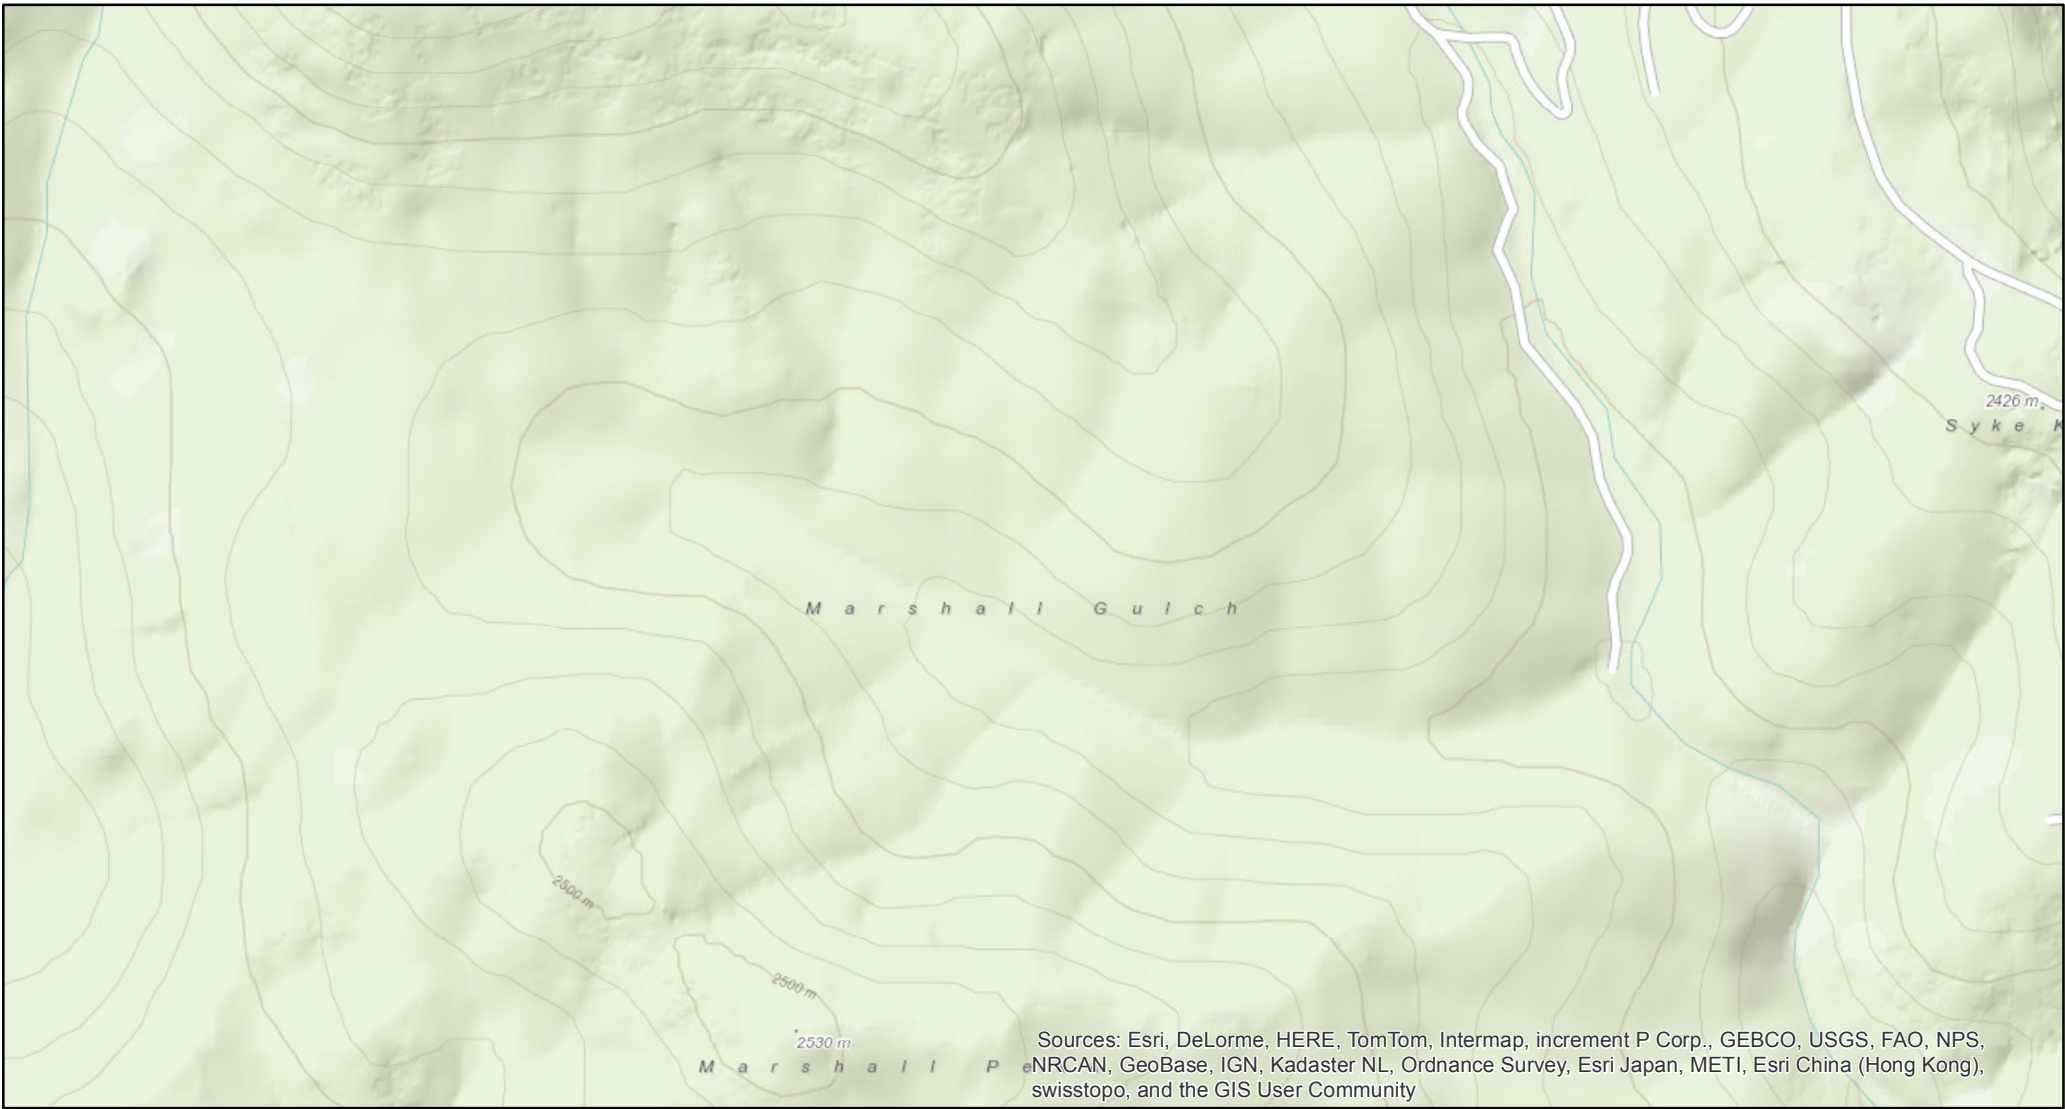 2426 m
Syke K
Marshall Gulch
2500 m
2500 m
2530 m
Marshall Pe
Sources: Esri, DeLorme, HERE, TomTom, Intermap, increment P Corp., GEBCO, USGS, FAO, NPS,
NRCAN, GeoBase, IGN, Kadaster NL, Ordnance Survey, Esri Japan, METI, Esri China (Hong Kong),
swisstopo, and the GIS User Community